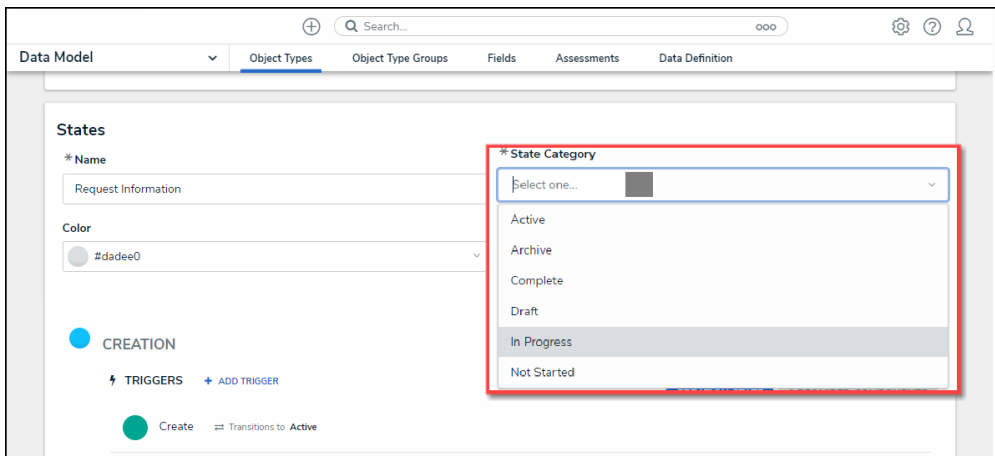 Search...
ooo
Data Model
Object Types
Object Type Groups
Fields
Assessments
Data Definition
States
* Name
Request Information
* State Category
Select one...
Active
Archive
Complete
Draft
In Progress
Not Started
Color
#dadee0
CREATION
TRIGGERS
+ ADD TRIGGER
Create
Transitions to Active